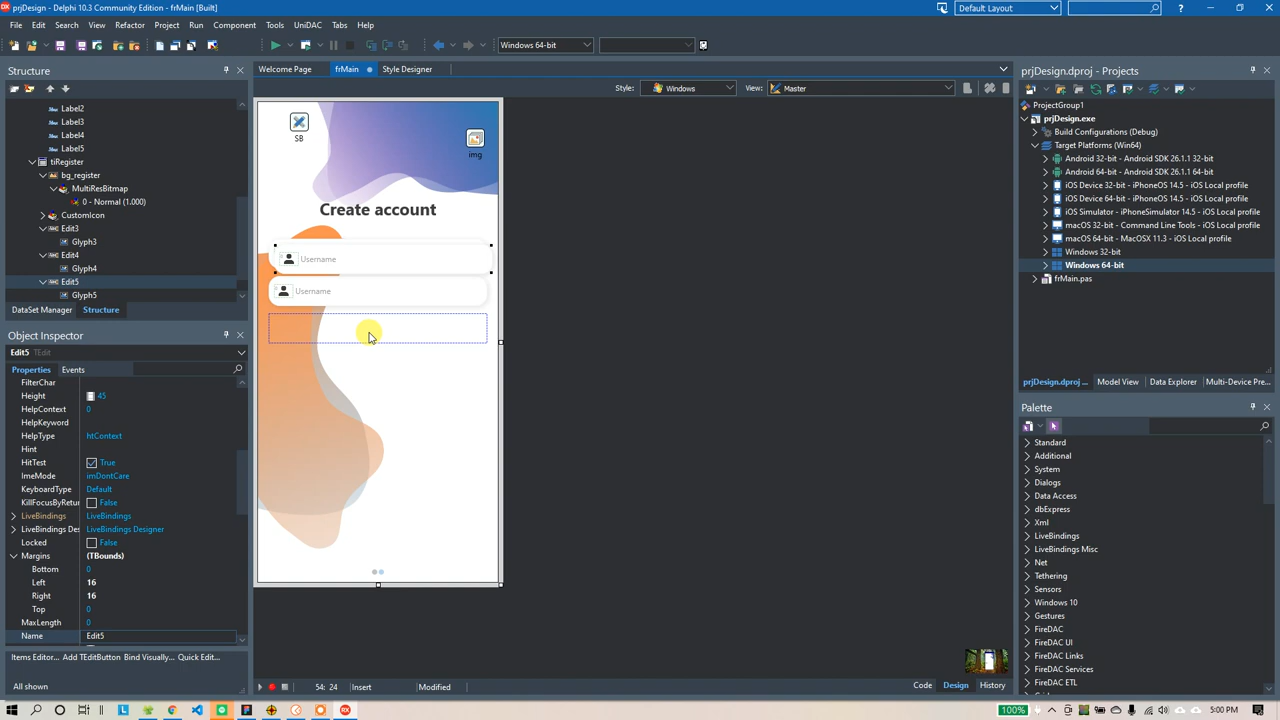 prjDesign - Delphi 10.3 Community Edition - frMain [Built]
Default Layout
File Edit Search View Refactor Project Run Component Tools UniDAC Tabs Help
Windows 64-bit
Structure
Welcome Page frMain Style Designer
prjDesign.dproj - Projects
Style: Windows View: Master
ProjectGroup1
prjDesign.exe
Build Configurations (Debug)
Target Platforms (Win64)
Android 32-bit - Android SDK 26.1.1 32-bit
Android 64-bit - Android SDK 26.1.1 32-bit
iOS Device 32-bit - iPhoneOS 14.5 - iOS Local profile
iOS Device 64-bit - iPhoneOS 14.5 - iOS Local profile
iOS Simulator - iPhoneSimulator 14.5 - iOS Local profile
macOS 32-bit - Command Line Tools - iOS Local profile
macOS 64-bit - MacOSX 11.3 - iOS Local profile
Windows 32-bit
Windows 64-bit
frMain.pas
Label2
Label3
Label4
Label5
tiRegister
bg_register
MultiResBitmap
0 - Normal (1.000)
CustomIcon
Edit3
Glyph3
Edit4
Glyph4
Edit5
Glyph5
DataSet Manager Structure
SB
img
Create account
Username
Username
Object Inspector
Edit5 TEdit
Properties Events
FilterChar
Height 45
HelpContext 0
HelpKeyword
HelpType htContext
Hint
HitTest True
ImeMode imDontCare
KeyboardType Default
KillFocusByRetu False
LiveBindings LiveBindings
LiveBindings Des LiveBindings Designer
Locked False
Margins (TBounds)
Bottom 0
Left 16
Right 16
Top 0
MaxLength 0
Name Edit5
Items Editor... Add TEditButton Bind Visually... Quick Edit...
All shown
prjDesign.dproj ... Model View Data Explorer Multi-Device Pre...
Palette
Standard
Additional
System
Dialogs
Data Access
dbExpress
Xml
LiveBindings
LiveBindings Misc
Net
Tethering
Sensors
Windows 10
Gestures
FireDAC
FireDAC UI
FireDAC Links
FireDAC Services
FireDAC ETL
54: 24 Insert Modified
Code Design History
100%
5:00 PM